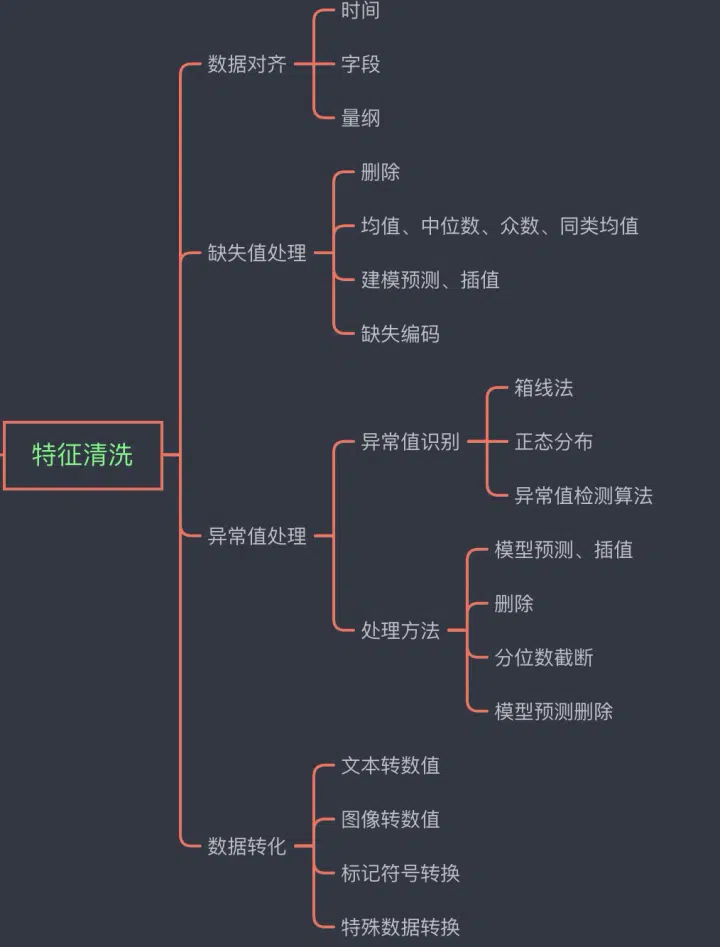 时间
数据对齐
字段
量纲
删除
均值、中位数、众数、同类均值
缺失值处理
建模预测、插值
缺失编码
箱线法
异常值识别
正态分布
特征清洗
异常值检测算法
异常值处理
模型预测、插值
删除
处理方法
分位数截断
模型预测删除
文本转数值
图像转数值
数据转化
标记符号转换
特殊数据转换